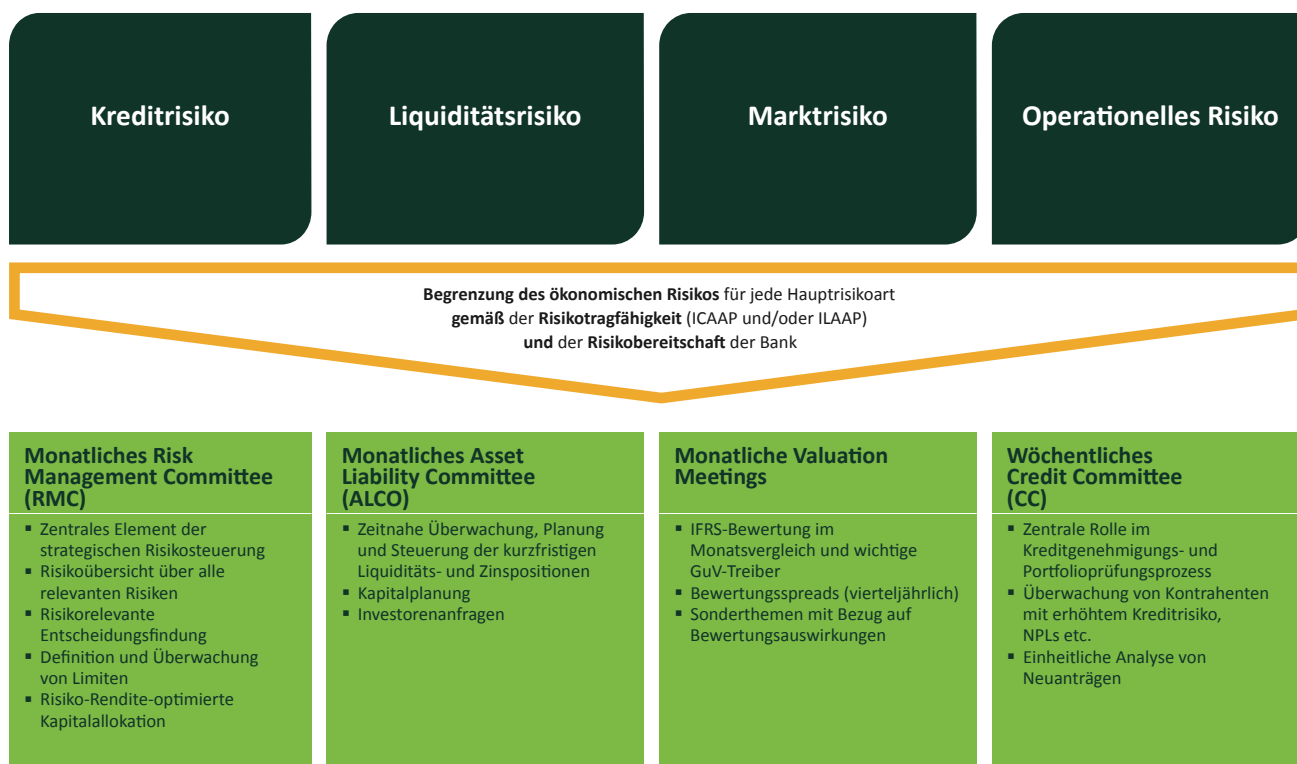 Kreditrisiko
Liquiditätsrisiko
Marktrisiko
Operationelles Risiko
Begrenzung des ökonomischen Risikos für jede Hauptrisikoart
gemäß der Risikotragfähigkeit (ICAAP und/oder ILAAP)
und der Risikobereitschaft der Bank
Monatliches Risk
Management Committee
(RMC)
▪ Zentrales Element der
strategischen Risikosteuerung
▪ Risikoübersicht über alle
relevanten Risiken
▪ Risikorelevante
Entscheidungsfindung
▪ Definition und Überwachung
von Limiten
▪ Risiko-Rendite-optimierte
Kapitalallokation
Monatliches Asset
Liability Committee
(ALCO)
▪ Zeitnahe Überwachung, Planung
und Steuerung der kurzfristigen
Liquiditäts- und Zinspositionen
▪ Kapitalplanung
▪ Investorenanfragen
Monatliche Valuation
Meetings
▪ IFRS-Bewertung im
Monatsvergleich und wichtige
GuV-Treiber
▪ Bewertungsspreads (vierteljährlich)
▪ Sonderthemen mit Bezug auf
Bewertungsauswirkungen
Wöchentliches
Credit Committee
(CC)
▪ Zentrale Rolle im
Kreditgenehmigungs- und
Portfolioprüfungsprozess
▪ Überwachung von Kontrahenten
mit erhöhtem Kreditrisiko,
NPLs etc.
▪ Einheitliche Analyse von
Neuanträgen